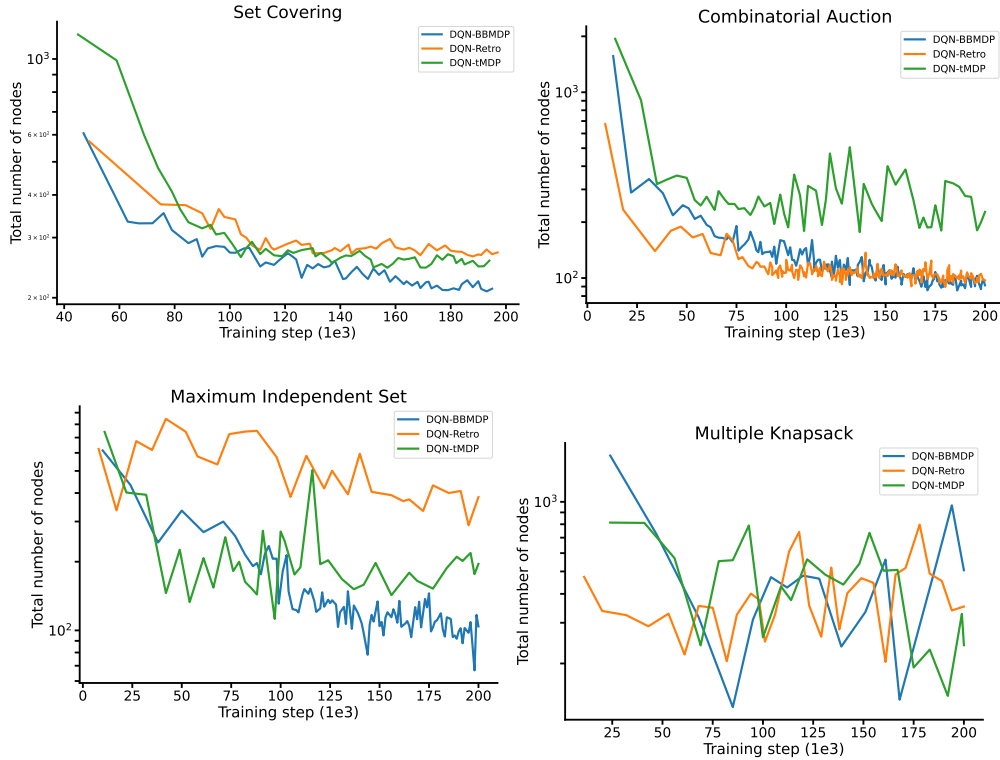 Set Covering
DQN-BBMDP
DQN-Retro
DQN-tMDP
Total number of nodes
10³
6 × 10²
4 × 10²
3 × 10²
2 × 10²
40 60 80 100 120 140 160 180 200
Training step (1e3)
Combinatorial Auction
DQN-BBMDP
DQN-Retro
DQN-tMDP
Total number of nodes
10³
10²
0 25 50 75 100 125 150 175 200
Training step (1e3)
Maximum Independent Set
DQN-BBMDP
DQN-Retro
DQN-tMDP
Total number of nodes
10²
0 25 50 75 100 125 150 175 200
Training step (1e3)
Multiple Knapsack
DQN-BBMDP
DQN-Retro
DQN-tMDP
Total number of nodes
10³
25 50 75 100 125 150 175 200
Training step (1e3)